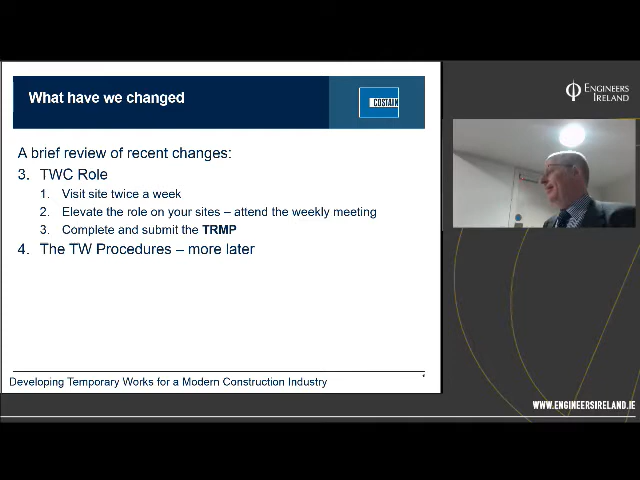 What have we changed
COSTAIN
ENGINEERS
IRELAND
A brief review of recent changes:
3. TWC Role
1. Visit site twice a week
2. Elevate the role on your sites – attend the weekly meeting
3. Complete and submit the TRMP
4. The TW Procedures – more later
Developing Temporary Works for a Modern Construction Industry
WWW.ENGINEERSIRELAND.IE